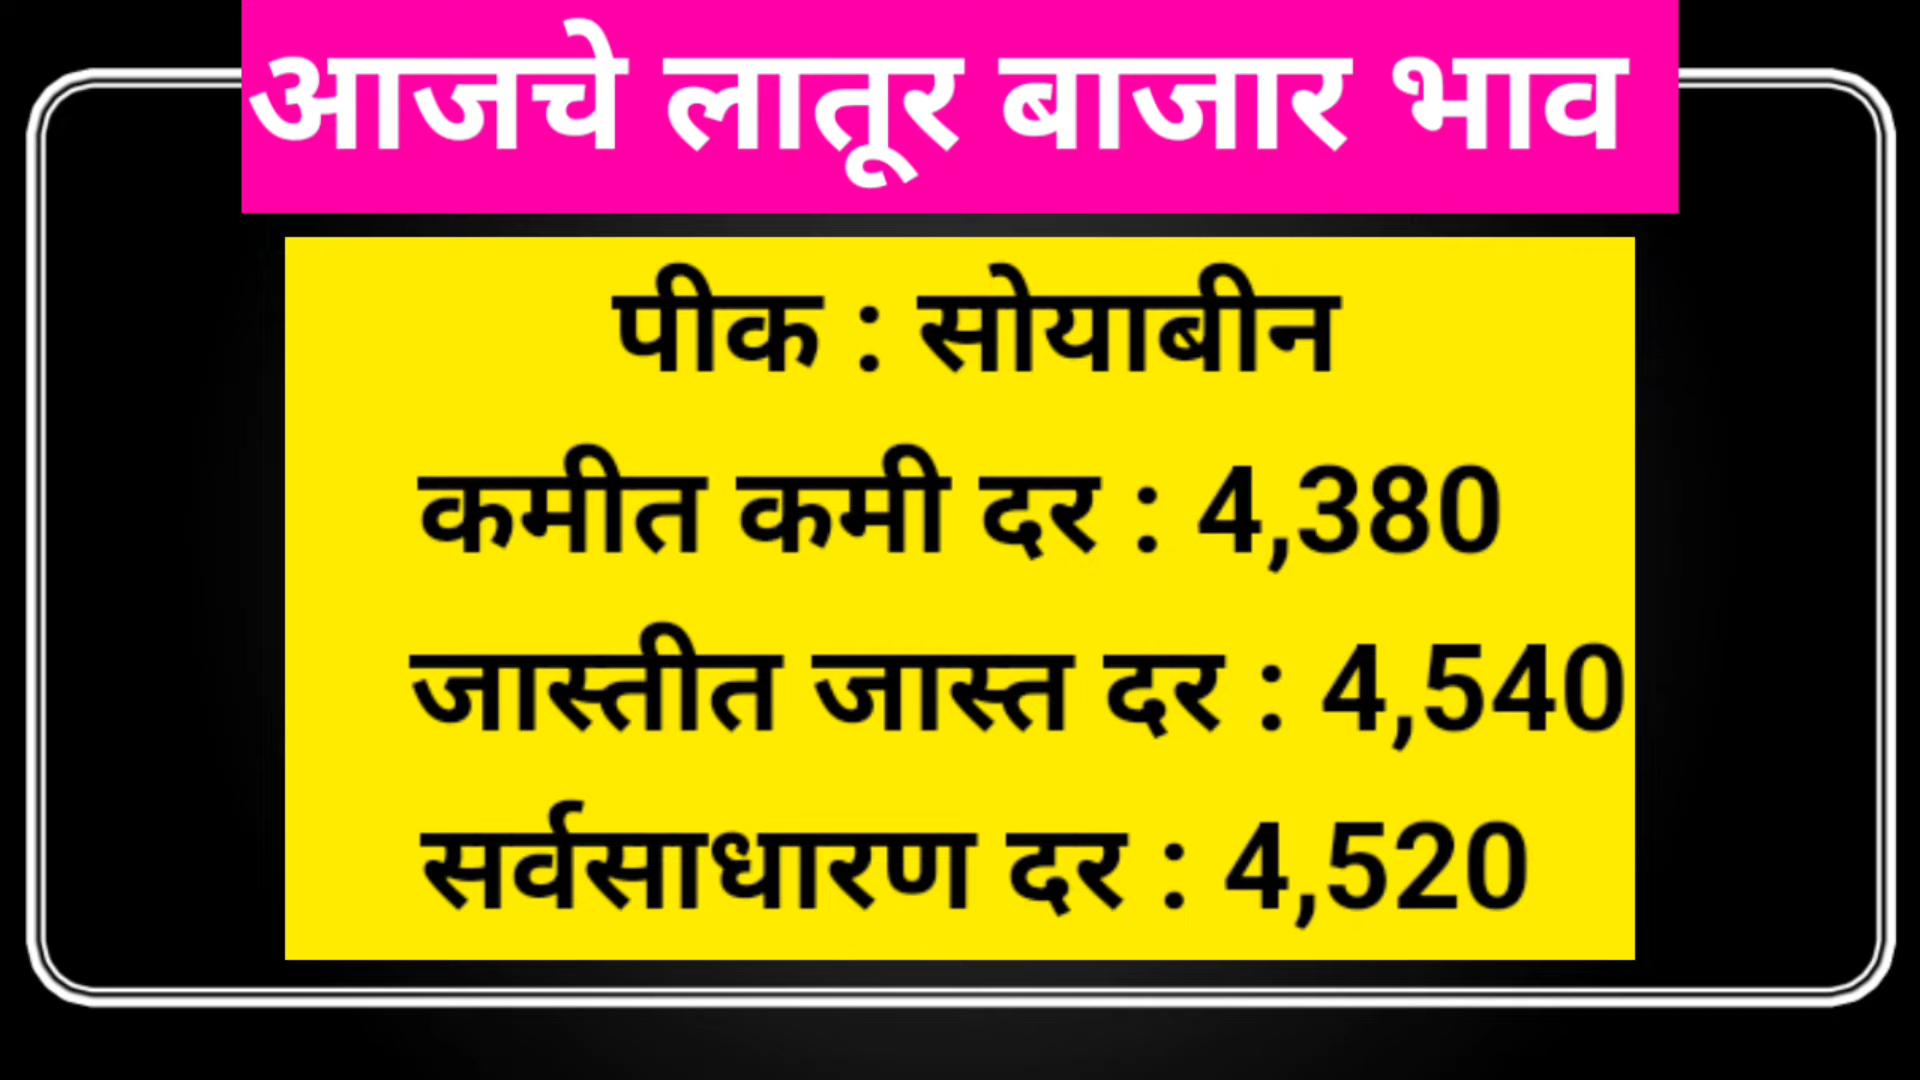 आजचे लातूर बाजार भाव
पीक : सोयाबीन
कमीत कमी दर : 4,380
जास्तीत जास्त दर : 4,540
सर्वसाधारण दर : 4,520